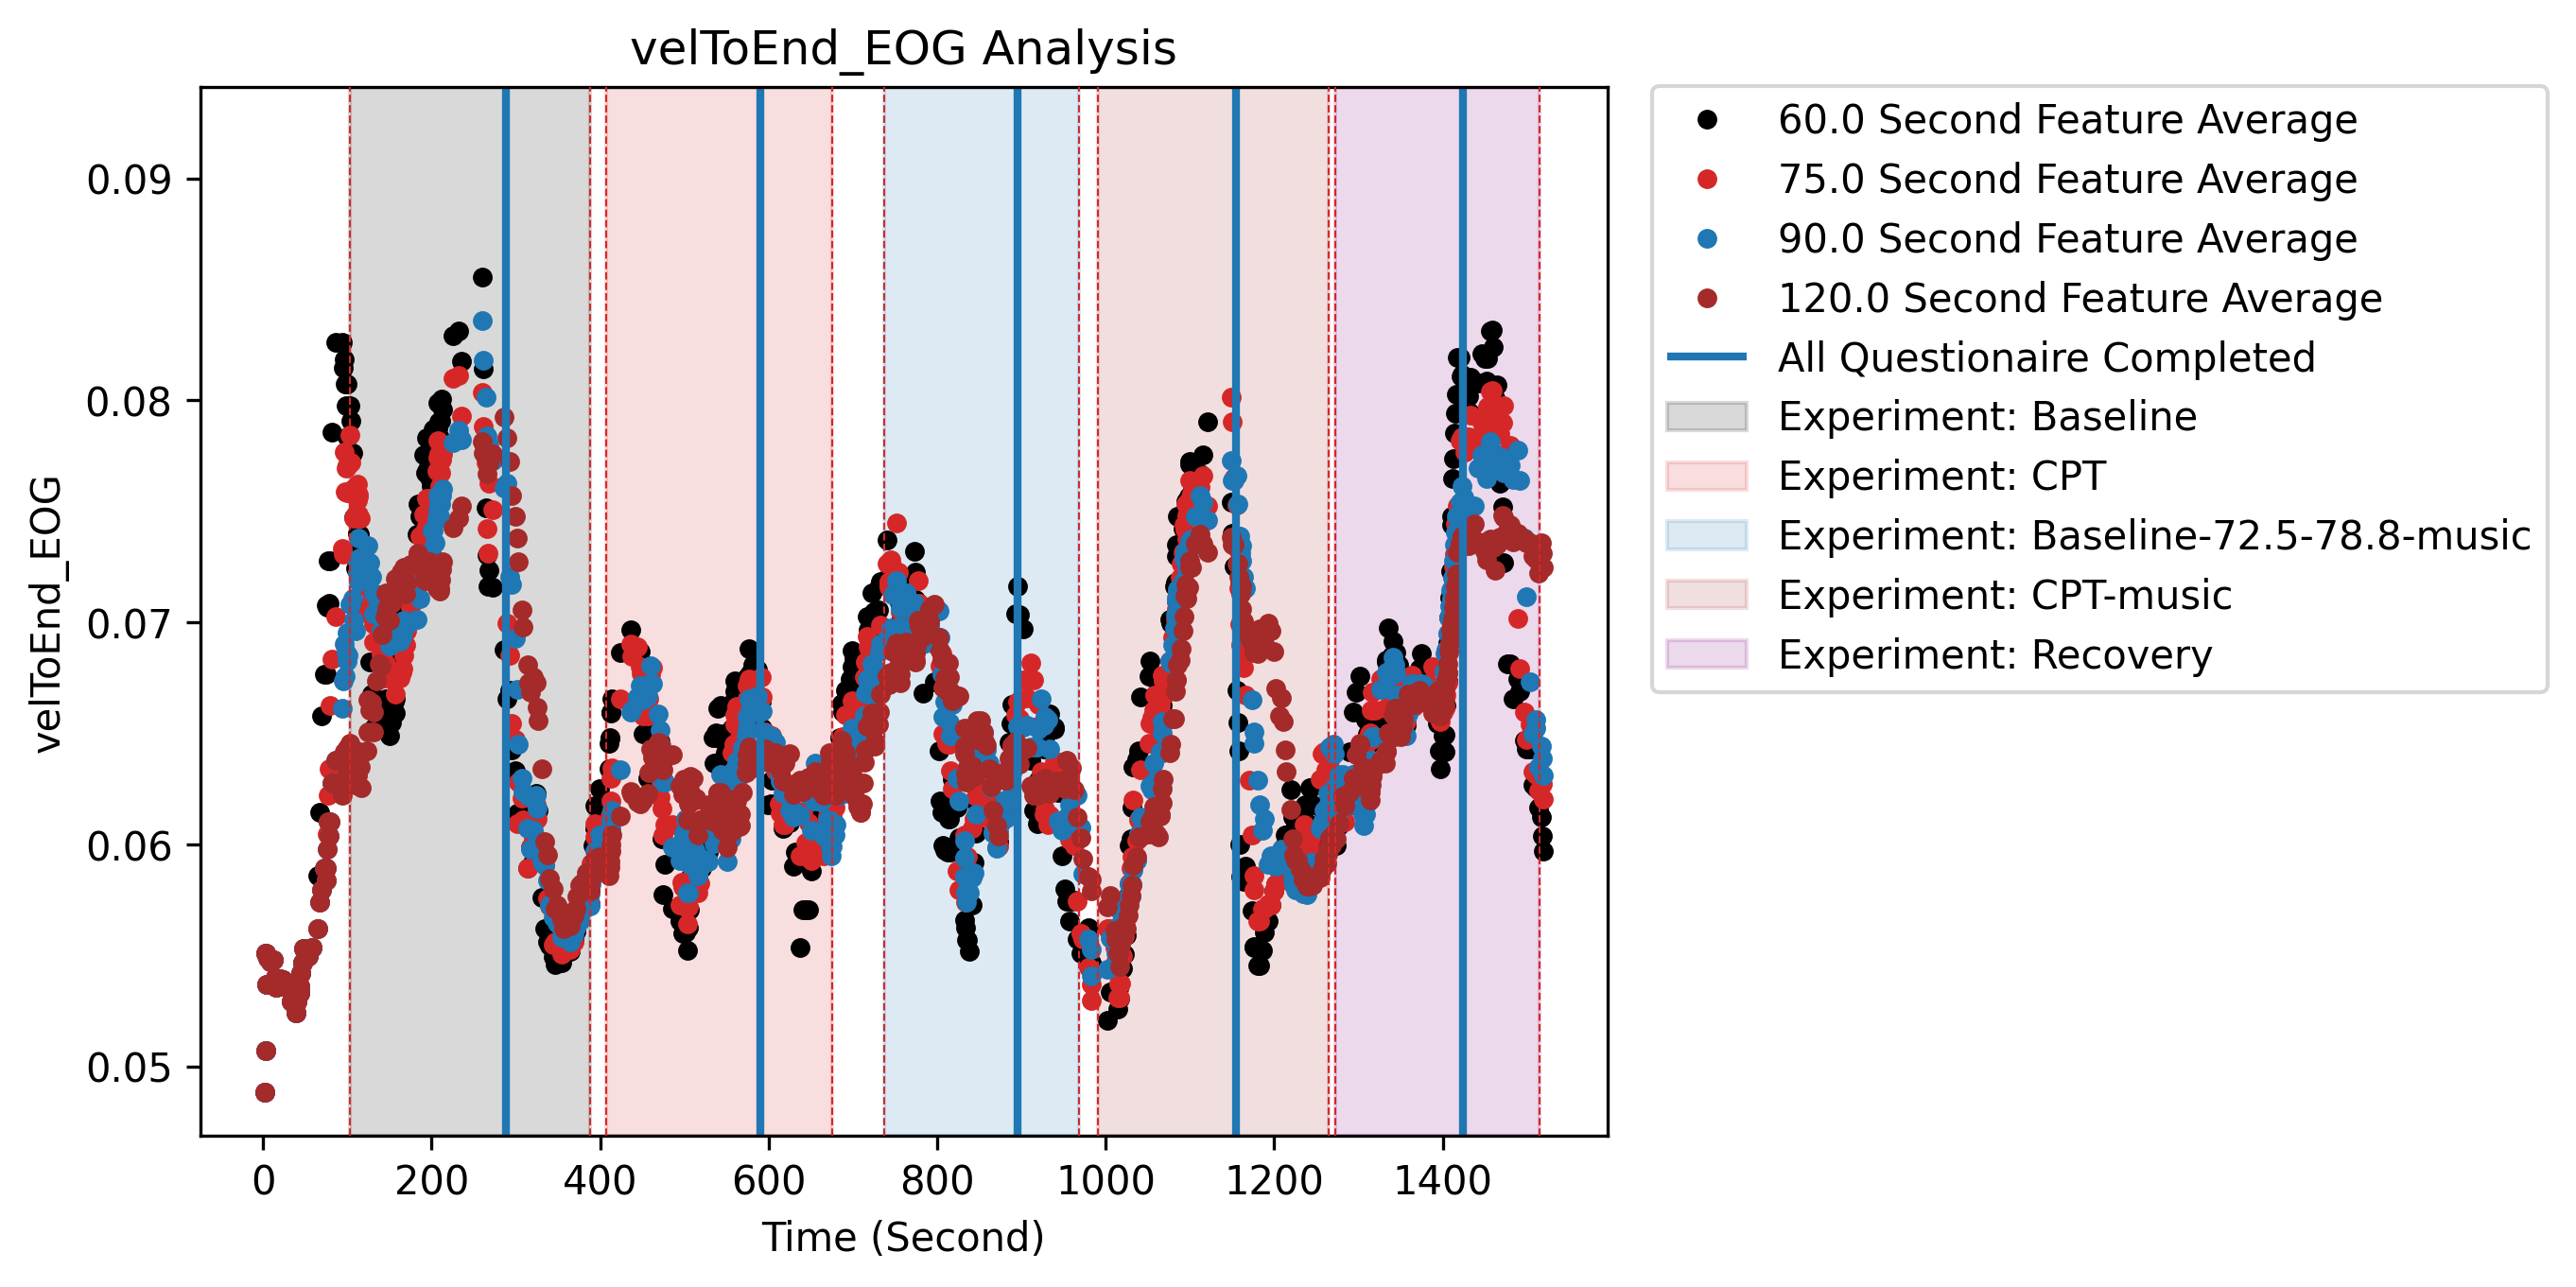 velToEnd_EOG Analysis
velToEnd_EOG
0.09
0.08
0.07
0.06
0.05
0
200
400
600
800
1000
1200
1400
Time (Second)
60.0 Second Feature Average
75.0 Second Feature Average
90.0 Second Feature Average
120.0 Second Feature Average
All Questionaire Completed
Experiment: Baseline
Experiment: CPT
Experiment: Baseline-72.5-78.8-music
Experiment: CPT-music
Experiment: Recovery